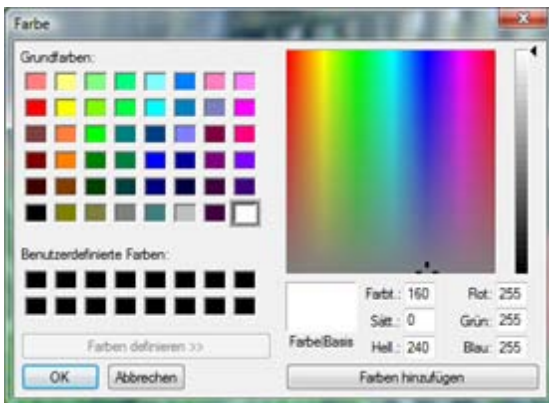 Farbe
Grundfarben:
Benutzerdefinierte Farben:
Farben definieren >>
OK Abbrechen
Farbe|Basis
Farbt.: 160 Rot: 255
Sätt.: 0 Grün: 255
Hell.: 240 Blau: 255
Farben hinzufügen